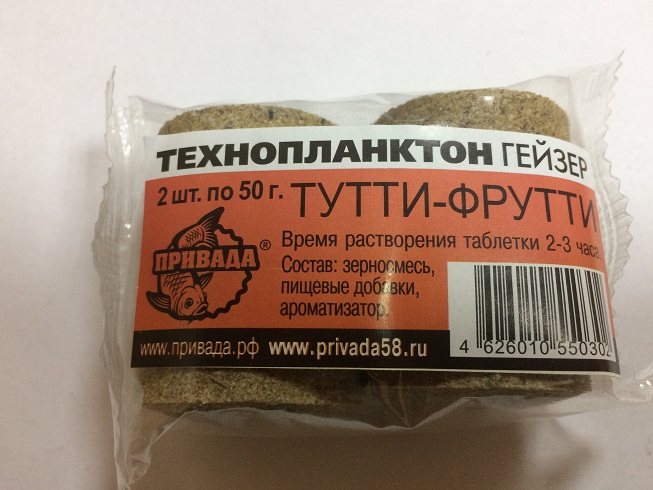 ТЕХНОПЛАНКТОН ГЕЙЗЕР
2 шт. по 50 г. ТУТТИ-ФРУТТИ
ПРИВАДА®
Время растворения таблетки 2-3 часа.
Состав: зерносмесь,
пищевые добавки,
ароматизатор.
4 626010 550302
www.привада.рф www.privada58.ru